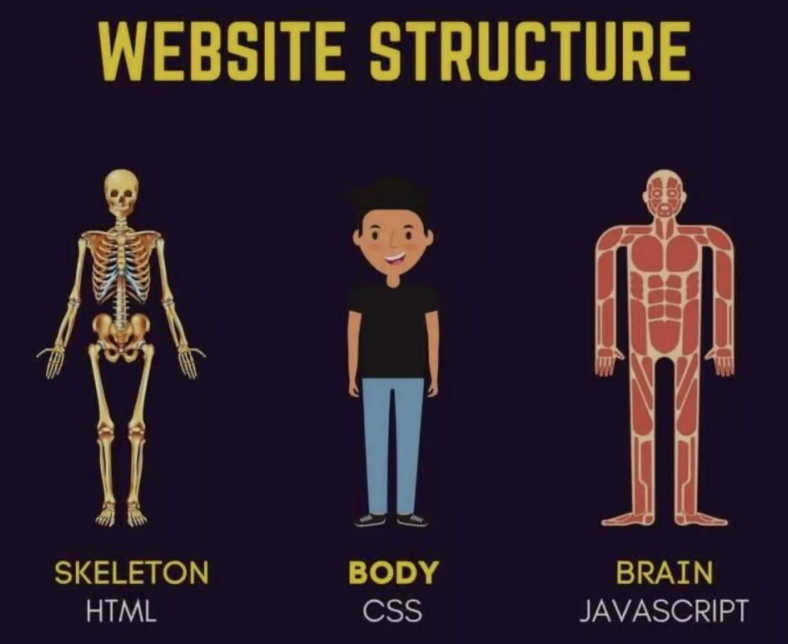 WEBSITE STRUCTURE
SKELETON
HTML
BODY
CSS
BRAIN
JAVASCRIPT